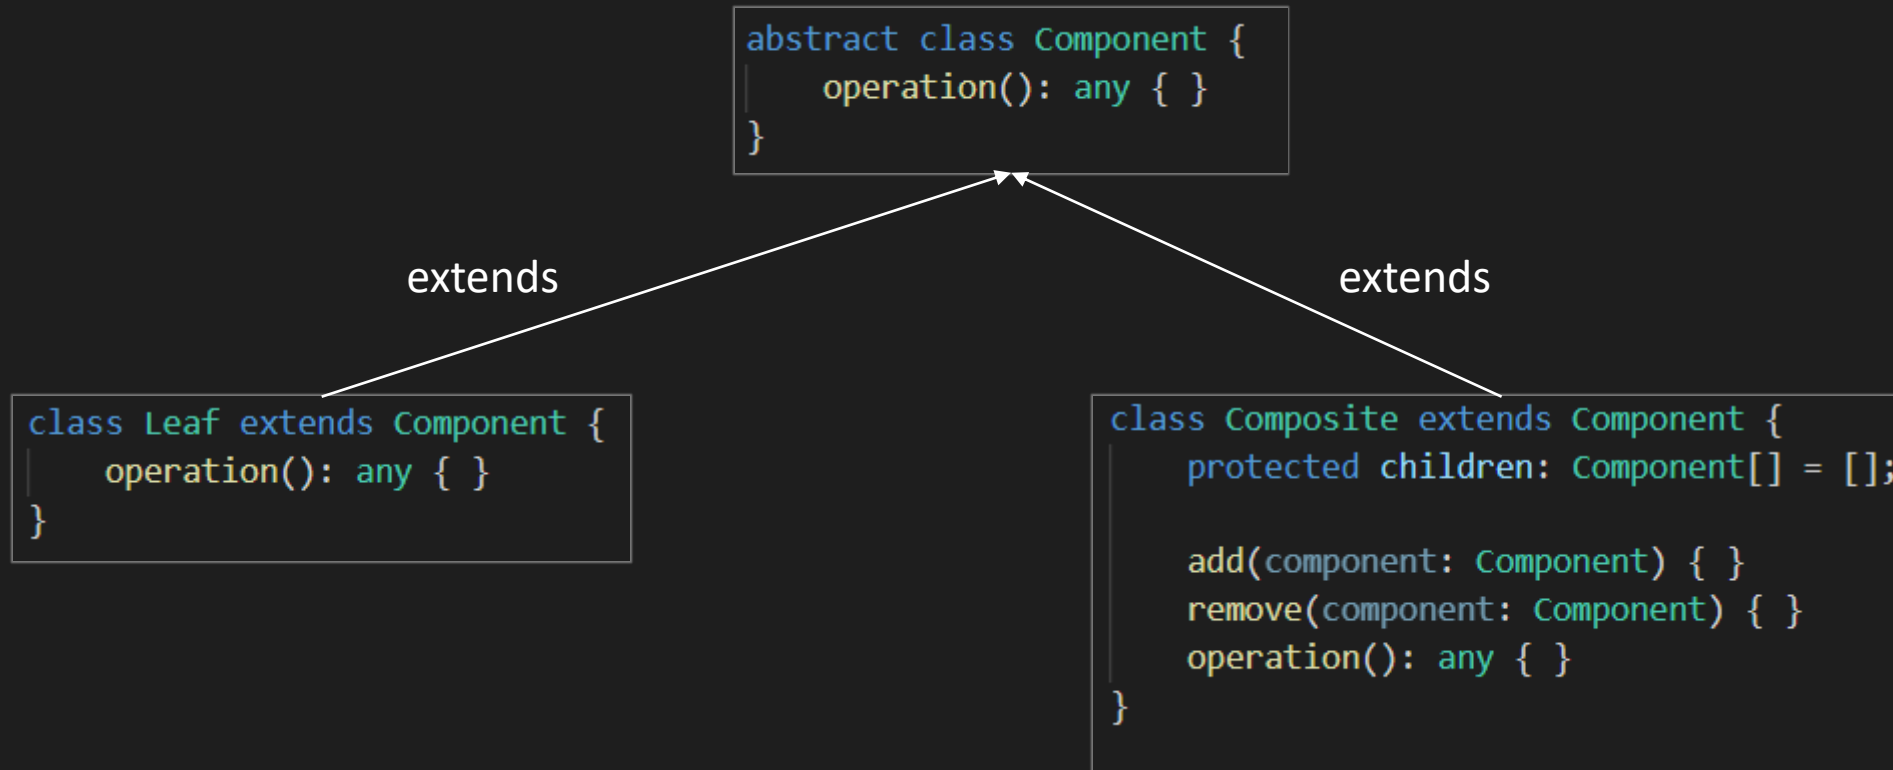 abstract class Component {
operation(): any { }
}
extends
extends
class Leaf extends Component {
operation(): any { }
}
class Composite extends Component {
protected children: Component[] = [];
add(component: Component) { }
remove(component: Component) { }
operation(): any { }
}